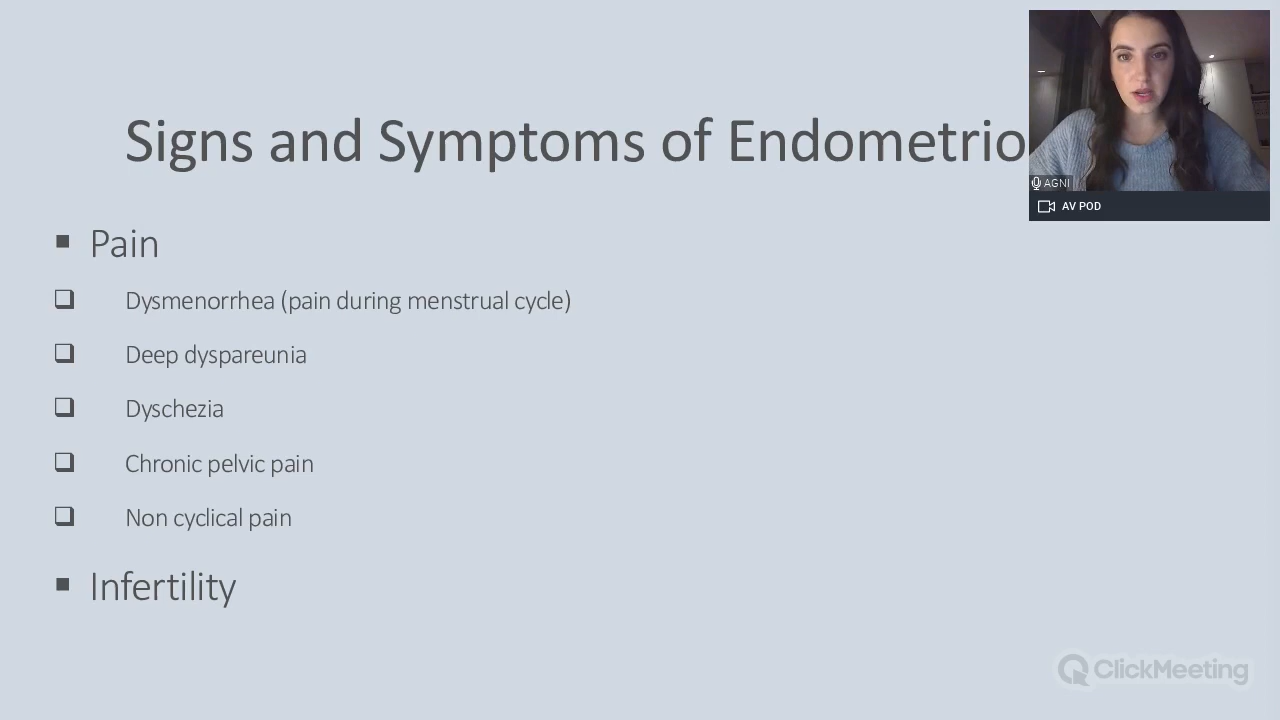 Signs and Symptoms of Endometrio
Pain
Dysmenorrhea (pain during menstrual cycle)
Deep dyspareunia
Dyschezia
Chronic pelvic pain
Non cyclical pain
Infertility
AGNI
AV POD
ClickMeeting